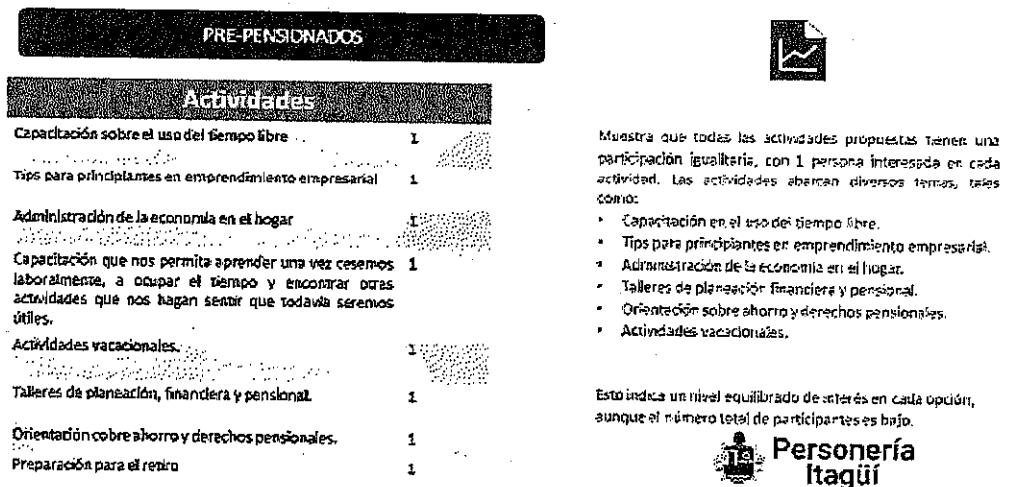 PRE-PENSIONADOS
Actividades
Capacitación sobre el uso del tiempo libre 1
Tips para principiantes en emprendimiento empresarial 1
Administración de la economía en el hogar 1
Capacitación que nos permita aprender una vez cesemos 1
laboralmente, a ocupar el tiempo y encontrar otras
actividades que nos hagan sentir que todavía seremos
útiles.
Actividades vacacionales. 1
Talleres de planeación, financiera y pensional. 1
Orientación cobre ahorro y derechos pensionales. 1
Preparación para el retiro 1
Muestra que todas las actividades propuestas tienen una
participación igualitaria, con 1 persona interesada en cada
actividad. Las actividades abarcan diversos temas, tales
como:
• Capacitación en el uso del tiempo libre.
• Tips para principiantes en emprendimiento empresarial.
• Administración de la economía en el hogar.
• Talleres de planeación financiera y pensional.
• Orientación sobre ahorro y derechos pensionales.
• Actividades vacacionales.
Esto indica un nivel equilibrado de interés en cada opción,
aunque el número total de participantes es bajo.
Personería
Itagüí